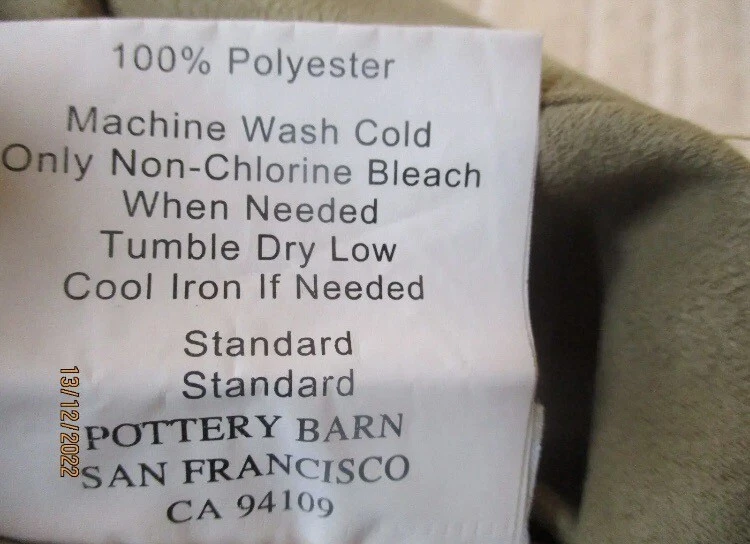 100% Polyester
Machine Wash Cold
Only Non-Chlorine Bleach
When Needed
Tumble Dry Low
Cool Iron If Needed
Standard
Standard
POTTERY BARN
SAN FRANCISCO
CA 94109
13/12/2022